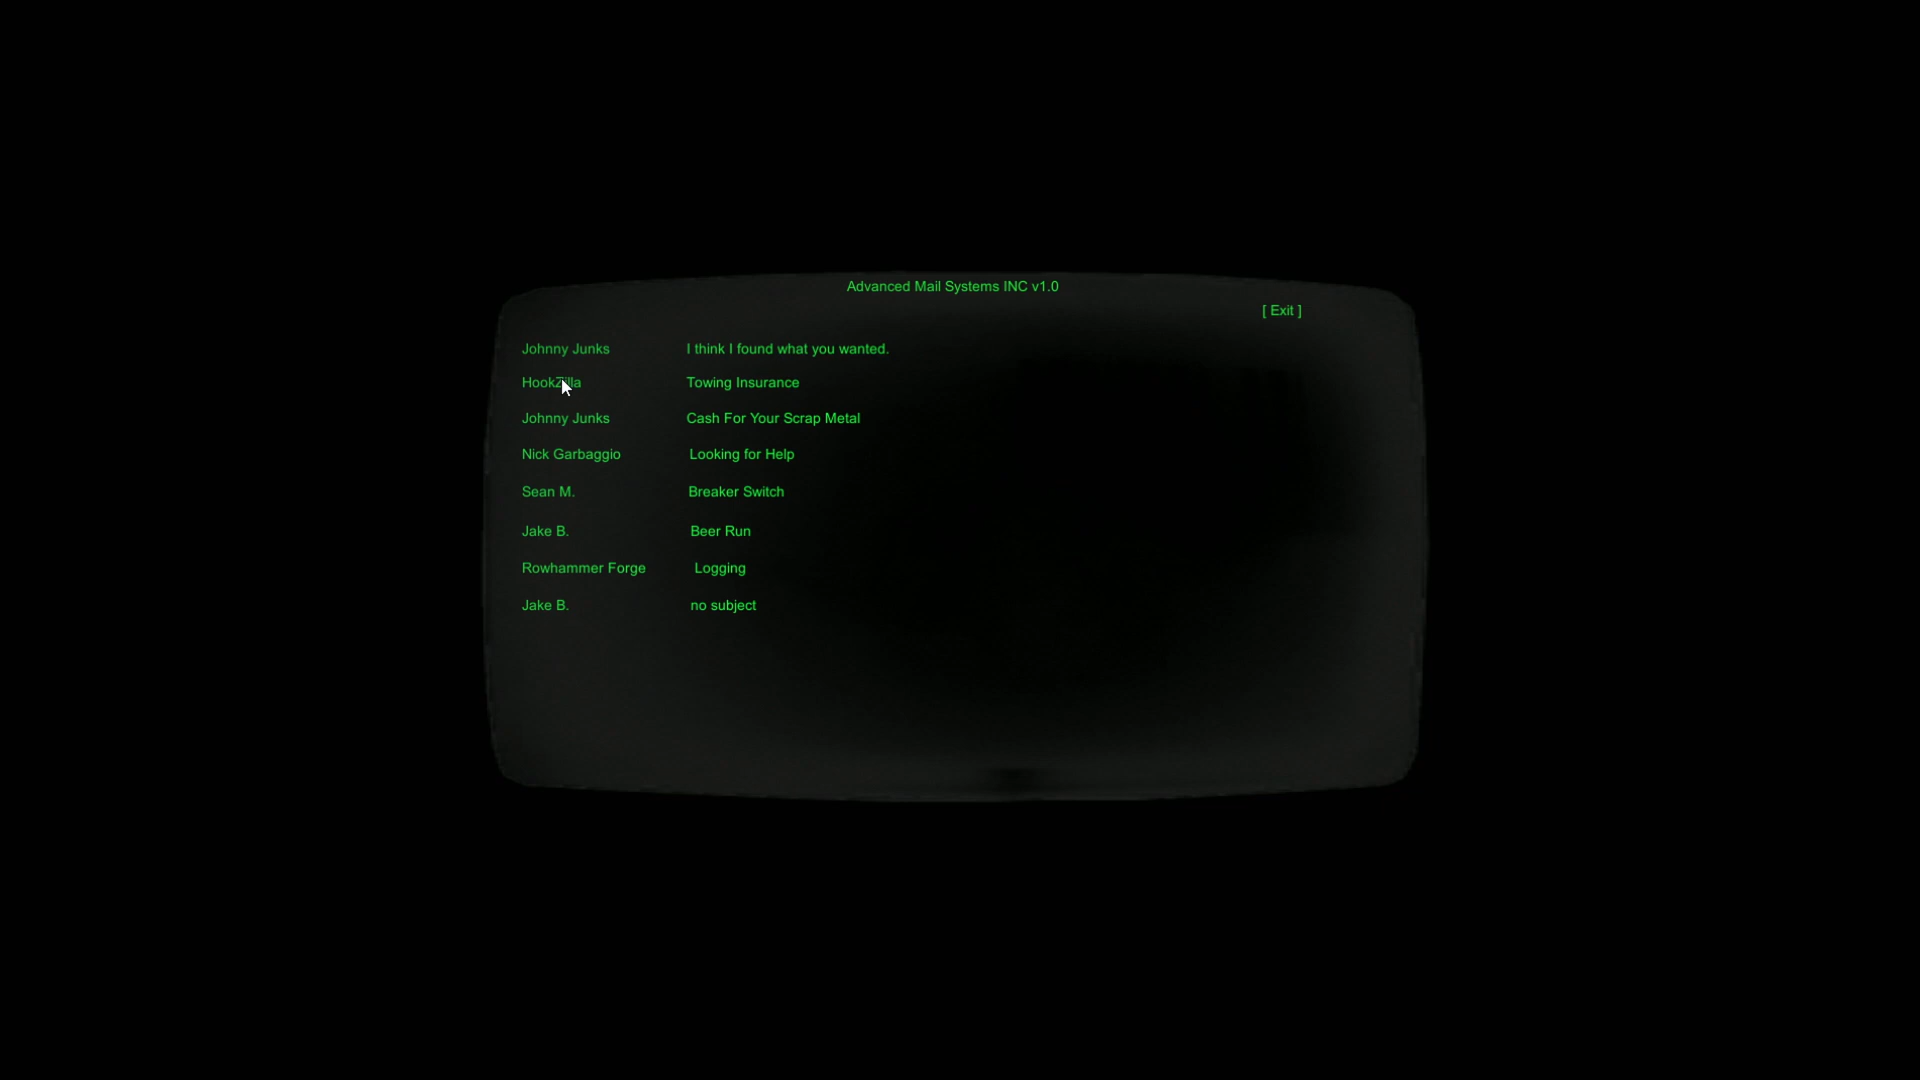 Advanced Mail Systems INC v1.0
[ Exit ]
Johnny Junks I think I found what you wanted.
HookZilla Towing Insurance
Johnny Junks Cash For Your Scrap Metal
Nick Garbaggio Looking for Help
Sean M. Breaker Switch
Jake B. Beer Run
Rowhammer Forge Logging
Jake B. no subject